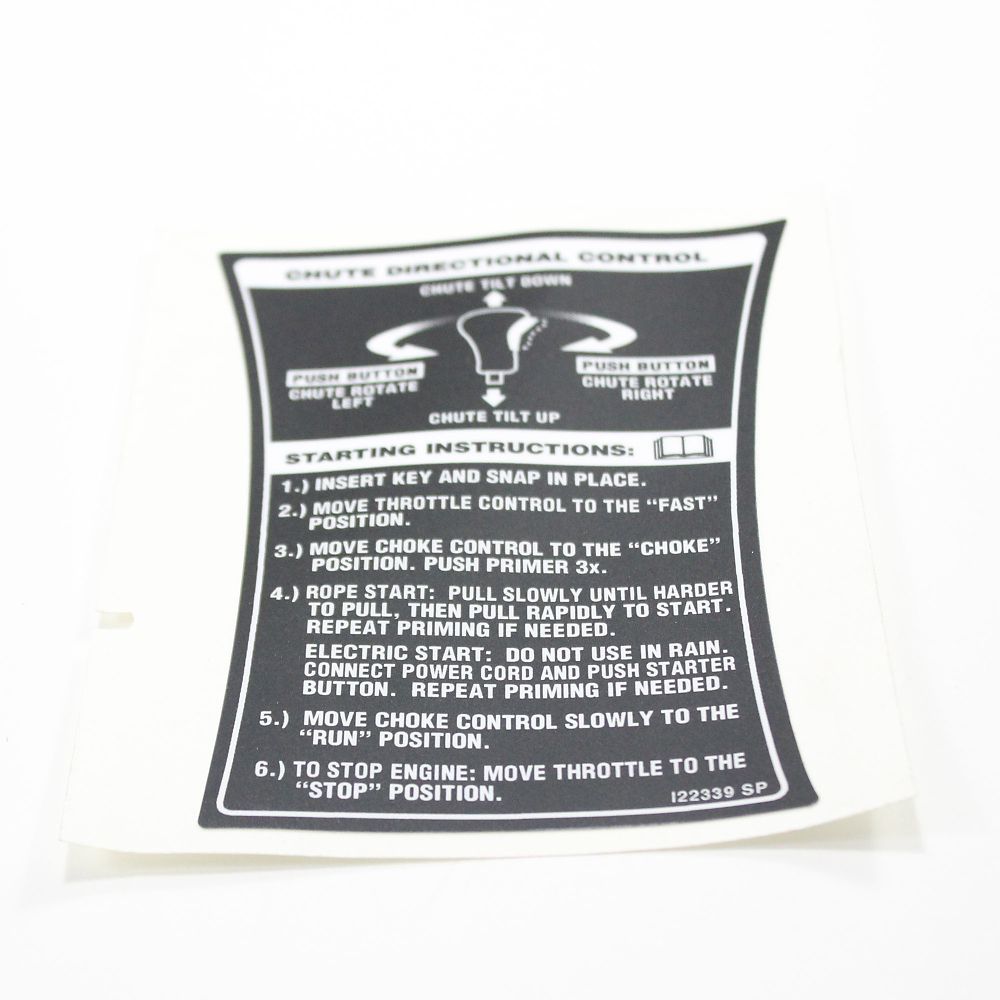 CHUTE DIRECTIONAL CONTROL
CHUTE TILT DOWN
PUSH BUTTON
CHUTE ROTATE
LEFT
PUSH BUTTON
CHUTE ROTATE
RIGHT
CHUTE TILT UP
STARTING INSTRUCTIONS:
1.) INSERT KEY AND SNAP IN PLACE.
2.) MOVE THROTTLE CONTROL TO THE “FAST”
POSITION.
3.) MOVE CHOKE CONTROL TO THE “CHOKE”
POSITION. PUSH PRIMER 3x.
4.) ROPE START: PULL SLOWLY UNTIL HARDER
TO PULL, THEN PULL RAPIDLY TO START.
REPEAT PRIMING IF NEEDED.
ELECTRIC START: DO NOT USE IN RAIN.
CONNECT POWER CORD AND PUSH STARTER
BUTTON. REPEAT PRIMING IF NEEDED.
5.) MOVE CHOKE CONTROL SLOWLY TO THE
“RUN” POSITION.
6.) TO STOP ENGINE: MOVE THROTTLE TO THE
“STOP” POSITION.
I22339 SP